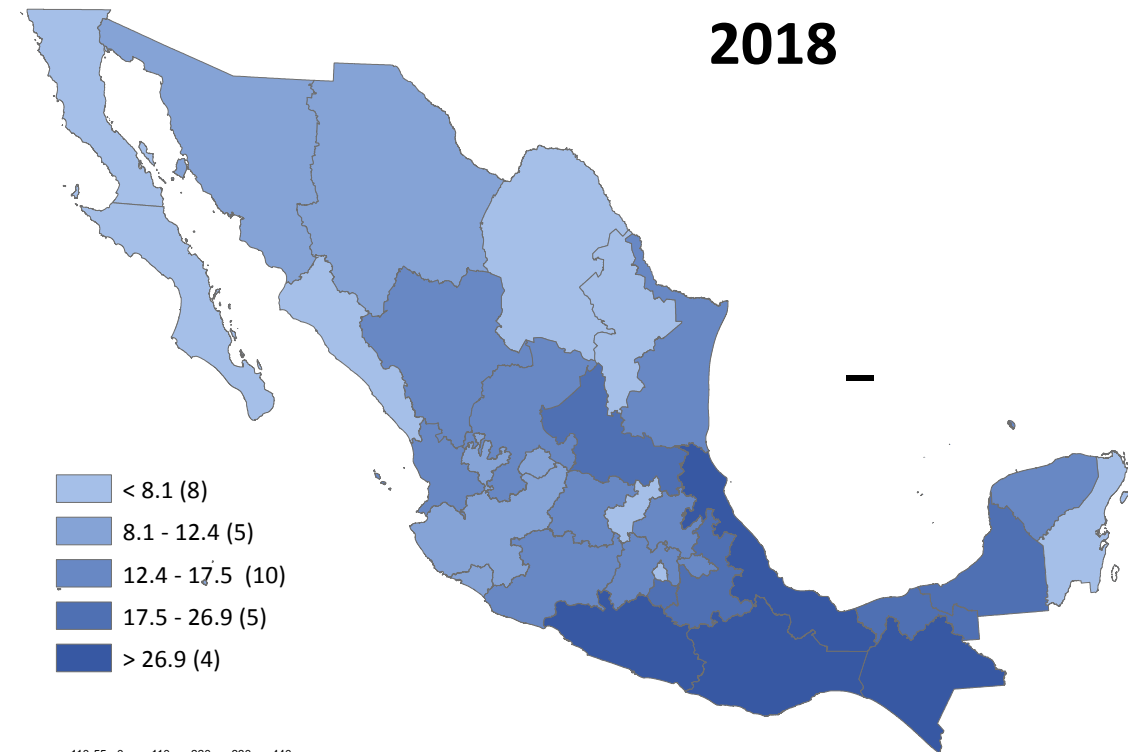 2018
< 8.1 (8)
8.1 - 12.4 (5)
12.4 - 17.5 (10)
17.5 - 26.9 (5)
> 26.9 (4)